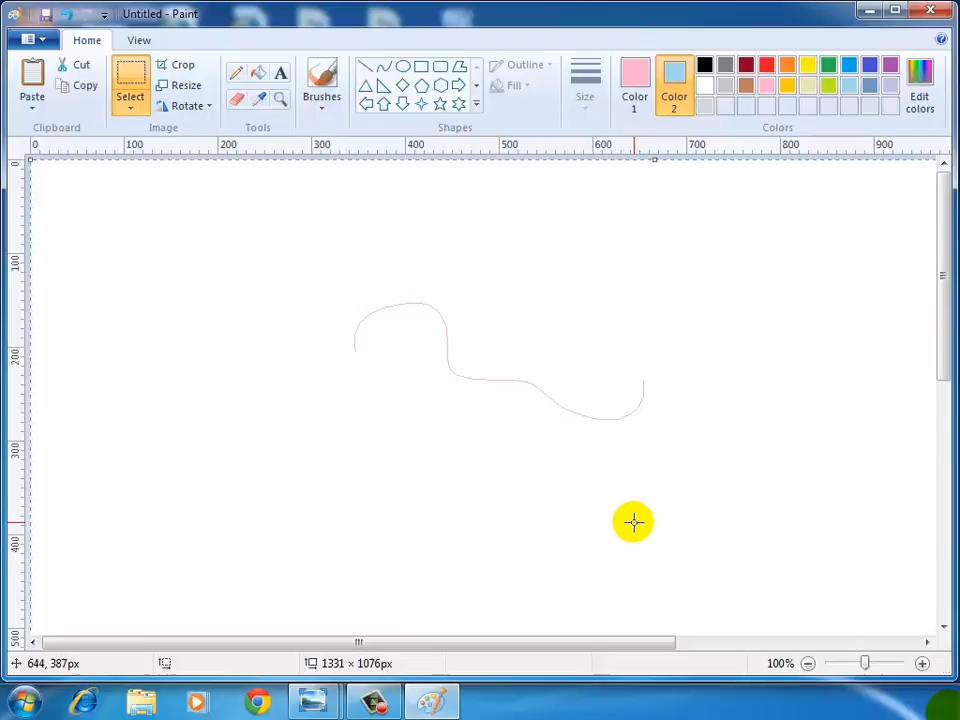 Untitled - Paint
Home View
Paste Cut Copy Clipboard
Select Crop Resize Rotate Image
A Tools
Brushes
Outline Fill Shapes
Size
Color 1 Color 2 Edit colors Colors
0 100 200 300 400 500 600 700 800 900
0
100
200
300
400
500
644, 387px 1331 × 1076px 100%